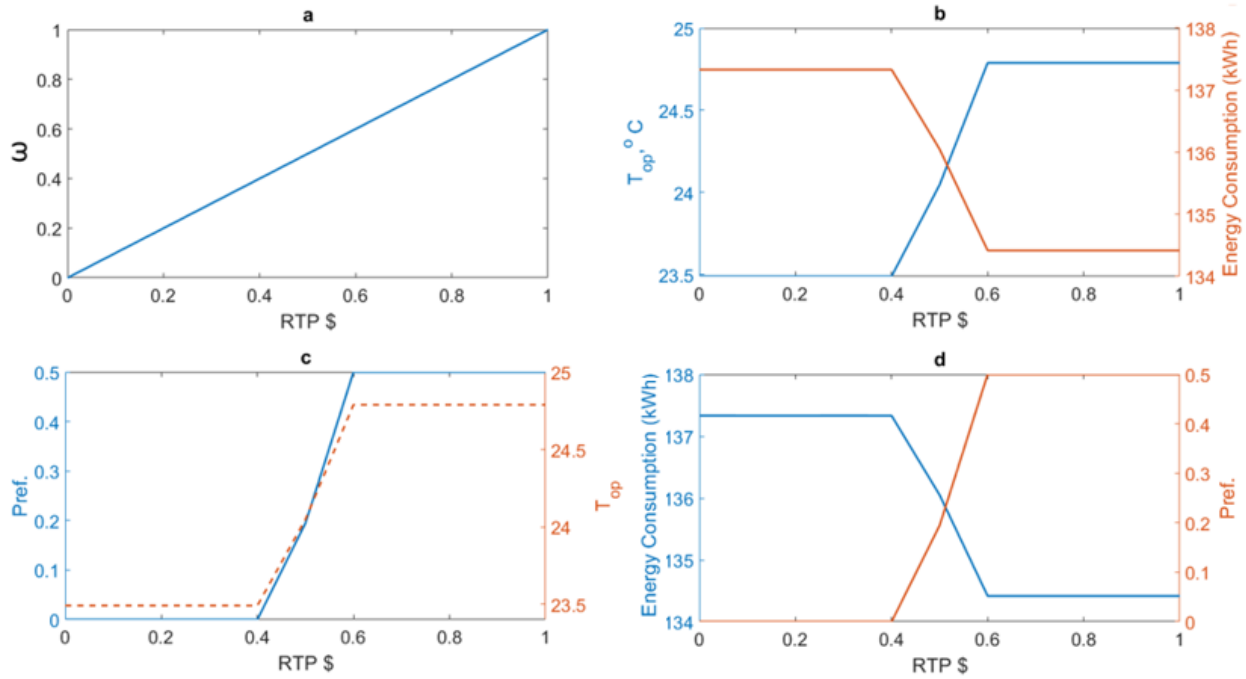 a
1
0.8
0.6
0.4
0.2
0
ω
0 0.2 0.4 0.6 0.8 1
RTP $
b
25
24.5
24
23.5
T_op, ° C
138
137
136
135
134
Energy Consumption (kWh)
0 0.2 0.4 0.6 0.8 1
RTP $
c
0.5
0.4
0.3
0.2
0.1
0
Pref.
25
24.5
24
23.5
T_op
0 0.2 0.4 0.6 0.8 1
RTP $
d
138
137
136
135
134
Energy Consumption (kWh)
0.5
0.4
0.3
0.2
0.1
0
Pref.
0 0.2 0.4 0.6 0.8 1
RTP $